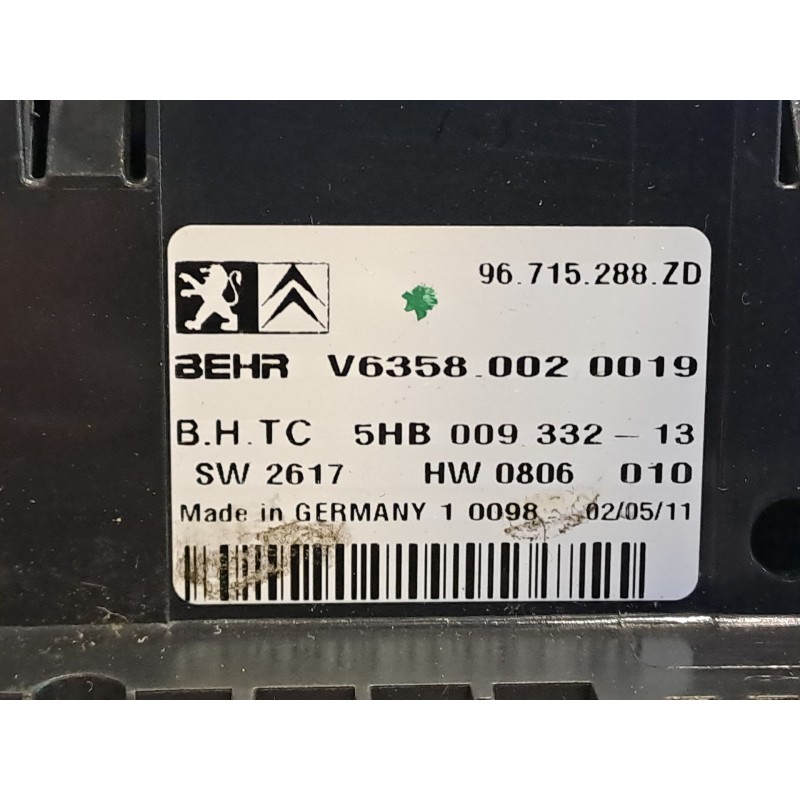 96.715.288.ZD
BEHR V6358.002 0019
B.H.TC 5HB 009 332 - 13
SW 2617 HW 0806 010
Made in GERMANY 1 0098 02/05/11